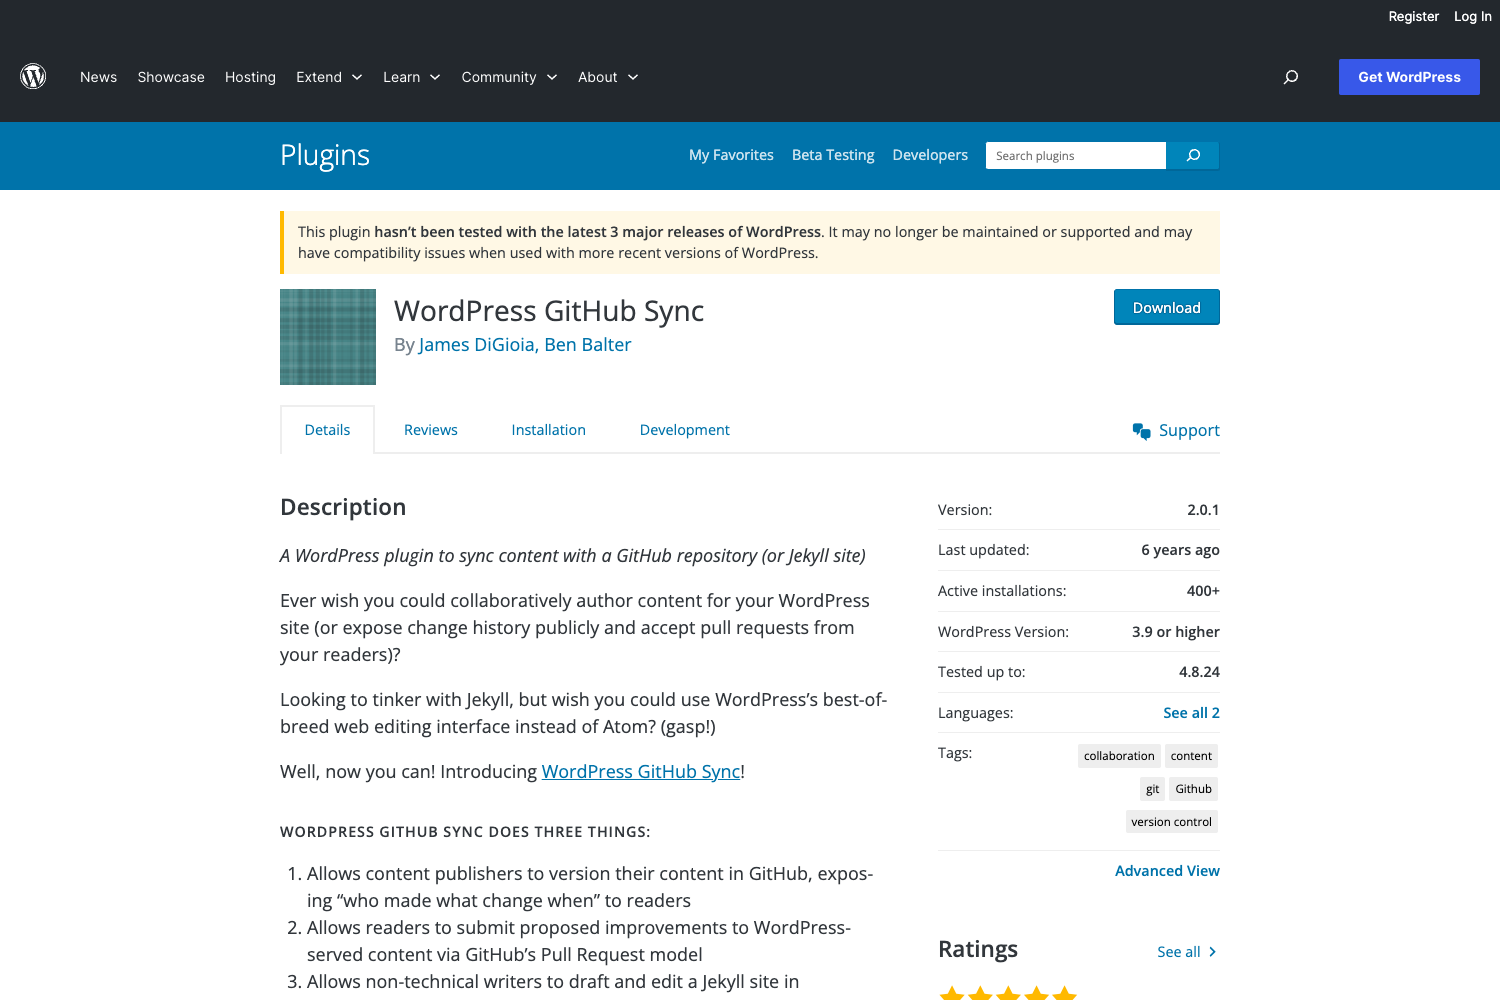 Register Log In
News Showcase Hosting Extend Learn Community About Get WordPress
Plugins My Favorites Beta Testing Developers Search plugins
This plugin hasn’t been tested with the latest 3 major releases of WordPress. It may no longer be maintained or supported and may
have compatibility issues when used with more recent versions of WordPress.
WordPress GitHub Sync
By James DiGioia, Ben Balter
Download
Details Reviews Installation Development Support
Description
A WordPress plugin to sync content with a GitHub repository (or Jekyll site)
Ever wish you could collaboratively author content for your WordPress
site (or expose change history publicly and accept pull requests from
your readers)?
Looking to tinker with Jekyll, but wish you could use WordPress’s best-of-
breed web editing interface instead of Atom? (gasp!)
Well, now you can! Introducing WordPress GitHub Sync!
WORDPRESS GITHUB SYNC DOES THREE THINGS:
1. Allows content publishers to version their content in GitHub, expos-
ing “who made what change when” to readers
2. Allows readers to submit proposed improvements to WordPress-
served content via GitHub’s Pull Request model
3. Allows non-technical writers to draft and edit a Jekyll site in
Version: 2.0.1
Last updated: 6 years ago
Active installations: 400+
WordPress Version: 3.9 or higher
Tested up to: 4.8.24
Languages: See all 2
Tags: collaboration content
git Github
version control
Advanced View
Ratings See all